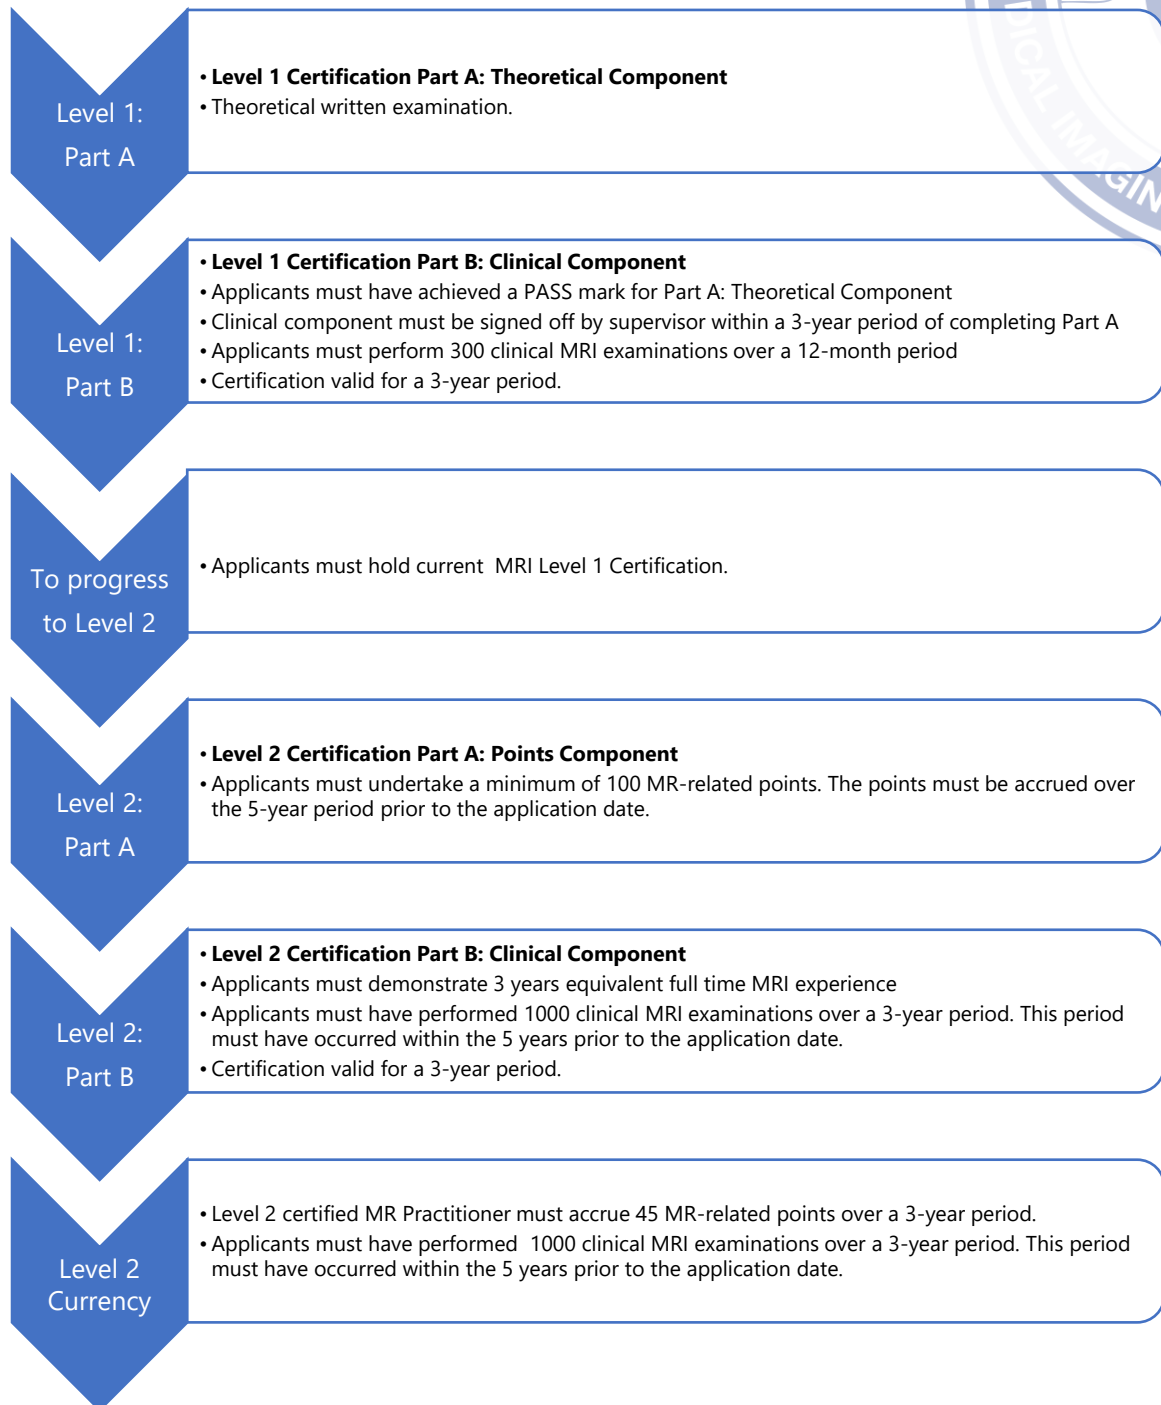 DICAL IMAGIN
Level 1:
Part A
• Level 1 Certification Part A: Theoretical Component
• Theoretical written examination.
Level 1:
Part B
• Level 1 Certification Part B: Clinical Component
• Applicants must have achieved a PASS mark for Part A: Theoretical Component
• Clinical component must be signed off by supervisor within a 3-year period of completing Part A
• Applicants must perform 300 clinical MRI examinations over a 12-month period
• Certification valid for a 3-year period.
To progress
to Level 2
• Applicants must hold current  MRI Level 1 Certification.
Level 2:
Part A
• Level 2 Certification Part A: Points Component
• Applicants must undertake a minimum of 100 MR-related points. The points must be accrued over
the 5-year period prior to the application date.
Level 2:
Part B
• Level 2 Certification Part B: Clinical Component
• Applicants must demonstrate 3 years equivalent full time MRI experience
• Applicants must have performed 1000 clinical MRI examinations over a 3-year period. This period
must have occurred within the 5 years prior to the application date.
• Certification valid for a 3-year period.
Level 2
Currency
• Level 2 certified MR Practitioner must accrue 45 MR-related points over a 3-year period.
• Applicants must have performed  1000 clinical MRI examinations over a 3-year period. This period
must have occurred within the 5 years prior to the application date.